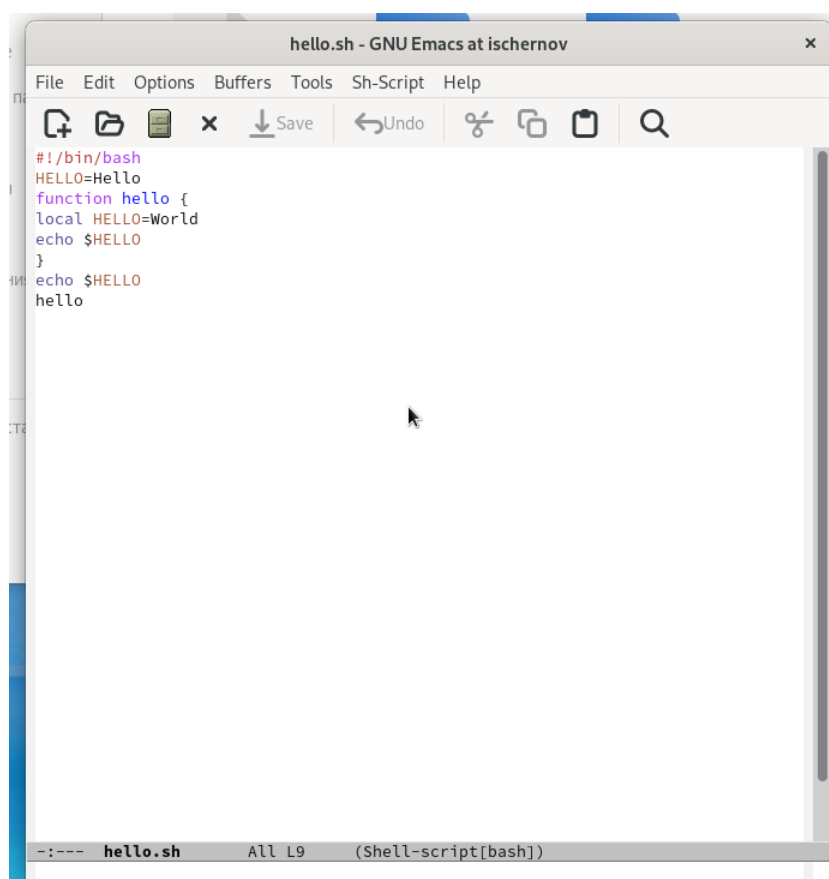 hello.sh - GNU Emacs at ischernov
File Edit Options Buffers Tools Sh-Script Help
Save Undo
#!/bin/bash
HELLO=Hello
function hello {
local HELLO=World
echo $HELLO
}
echo $HELLO
hello
-:--- hello.sh All L9 (Shell-script[bash])